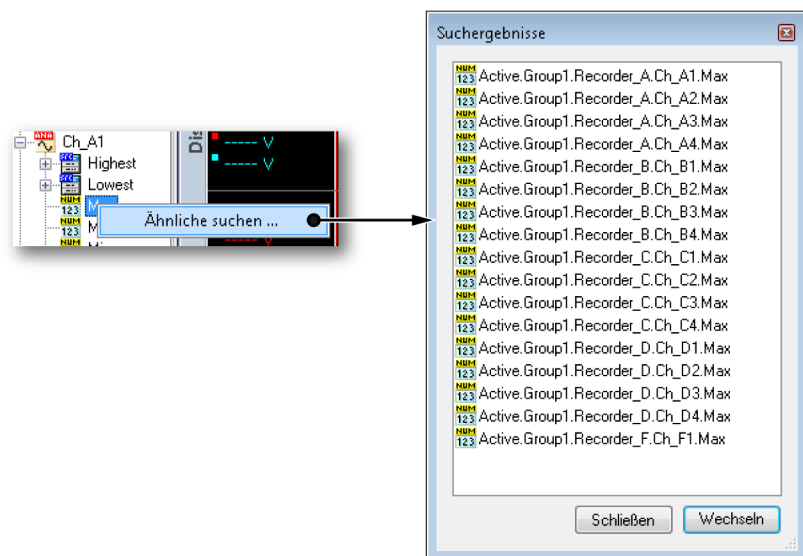 Ch_A1
Highest
Lowest
Ähnliche suchen ...
----- V
----- V
Suchergebnisse
Active.Group1.Recorder_A.Ch_A1.Max
Active.Group1.Recorder_A.Ch_A2.Max
Active.Group1.Recorder_A.Ch_A3.Max
Active.Group1.Recorder_A.Ch_A4.Max
Active.Group1.Recorder_B.Ch_B1.Max
Active.Group1.Recorder_B.Ch_B2.Max
Active.Group1.Recorder_B.Ch_B3.Max
Active.Group1.Recorder_B.Ch_B4.Max
Active.Group1.Recorder_C.Ch_C1.Max
Active.Group1.Recorder_C.Ch_C2.Max
Active.Group1.Recorder_C.Ch_C3.Max
Active.Group1.Recorder_C.Ch_C4.Max
Active.Group1.Recorder_D.Ch_D1.Max
Active.Group1.Recorder_D.Ch_D2.Max
Active.Group1.Recorder_D.Ch_D3.Max
Active.Group1.Recorder_D.Ch_D4.Max
Active.Group1.Recorder_F.Ch_F1.Max
Schließen Wechseln